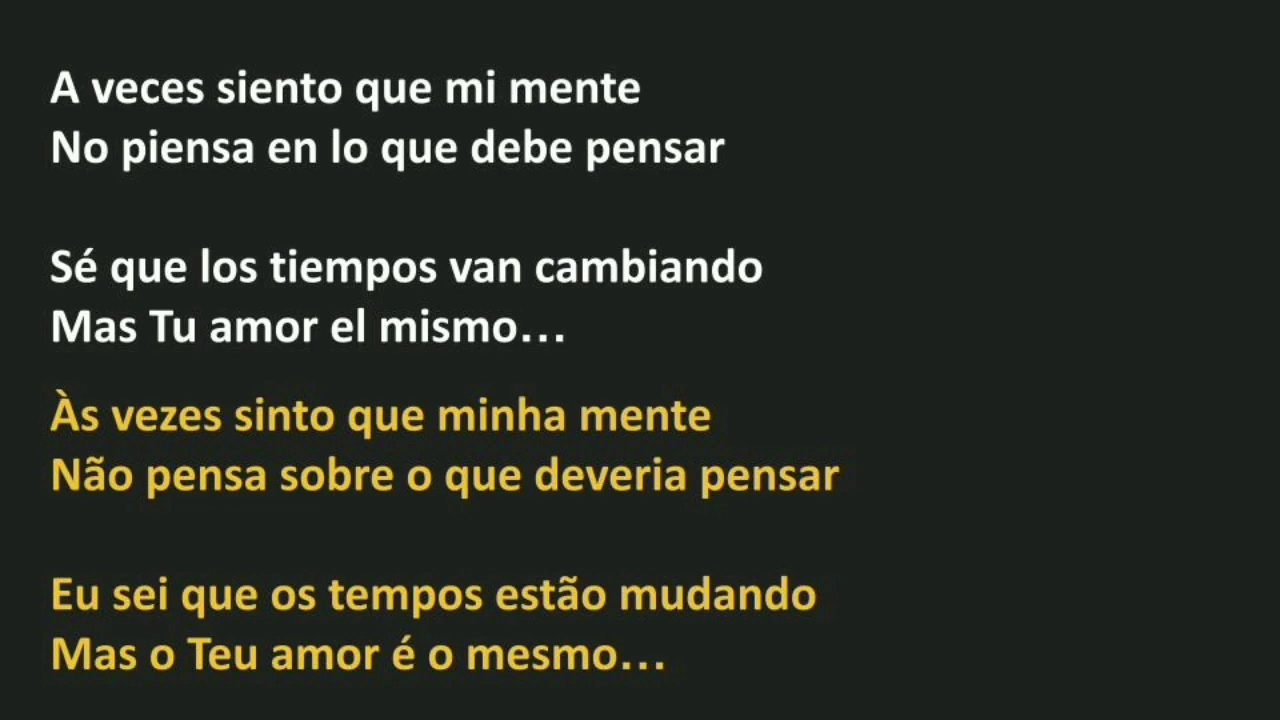 A veces siento que mi mente
No piensa en lo que debe pensar
Sé que los tiempos van cambiando
Mas Tu amor el mismo...
Às vezes sinto que minha mente
Não pensa sobre o que deveria pensar
Eu sei que os tempos estão mudando
Mas o Teu amor é o mesmo...